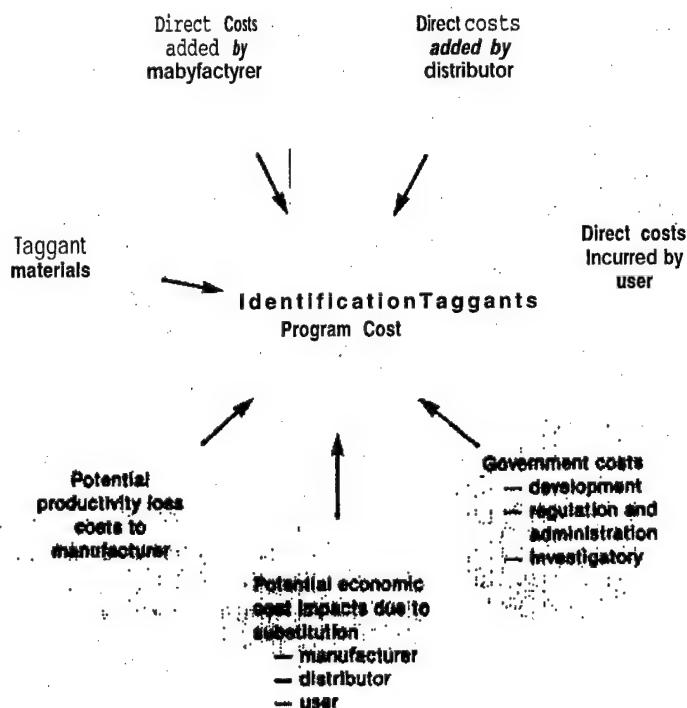 Direct Costs
added by
mabyfactyrer
Direct costs
added by
distributor
Taggant
materials
Direct costs
Incurred by
user
IdentificationTaggants
Program Cost
Potential
productivity loss
costs to
manufacturer
Government costs
— development
— regulation and
administration
— investigatory
Potential economic
cost impacts due to
substitution
— manufacturer
— distributor
— user